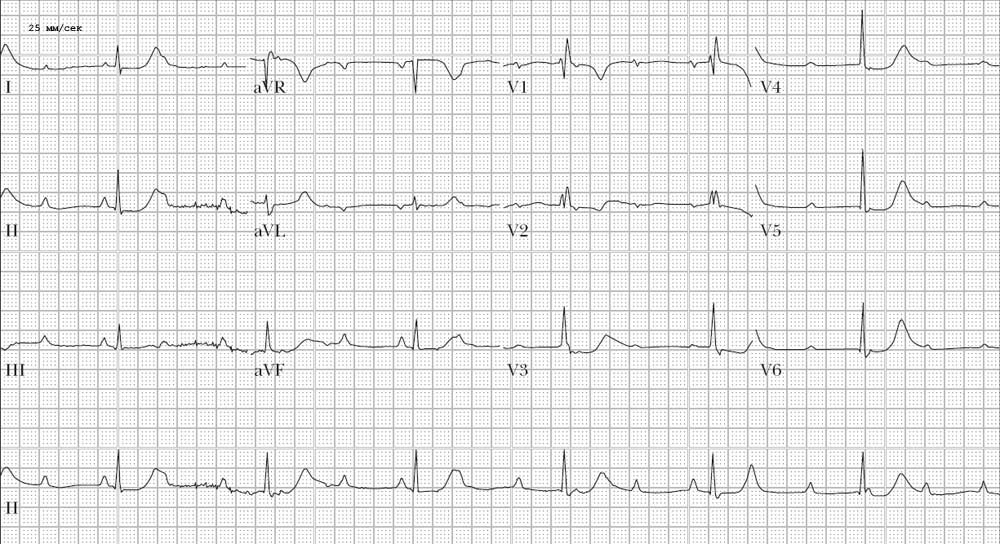 25 мм/сек
I aVR V1 V4
II aVL V2 V5
III aVF V3 V6
II